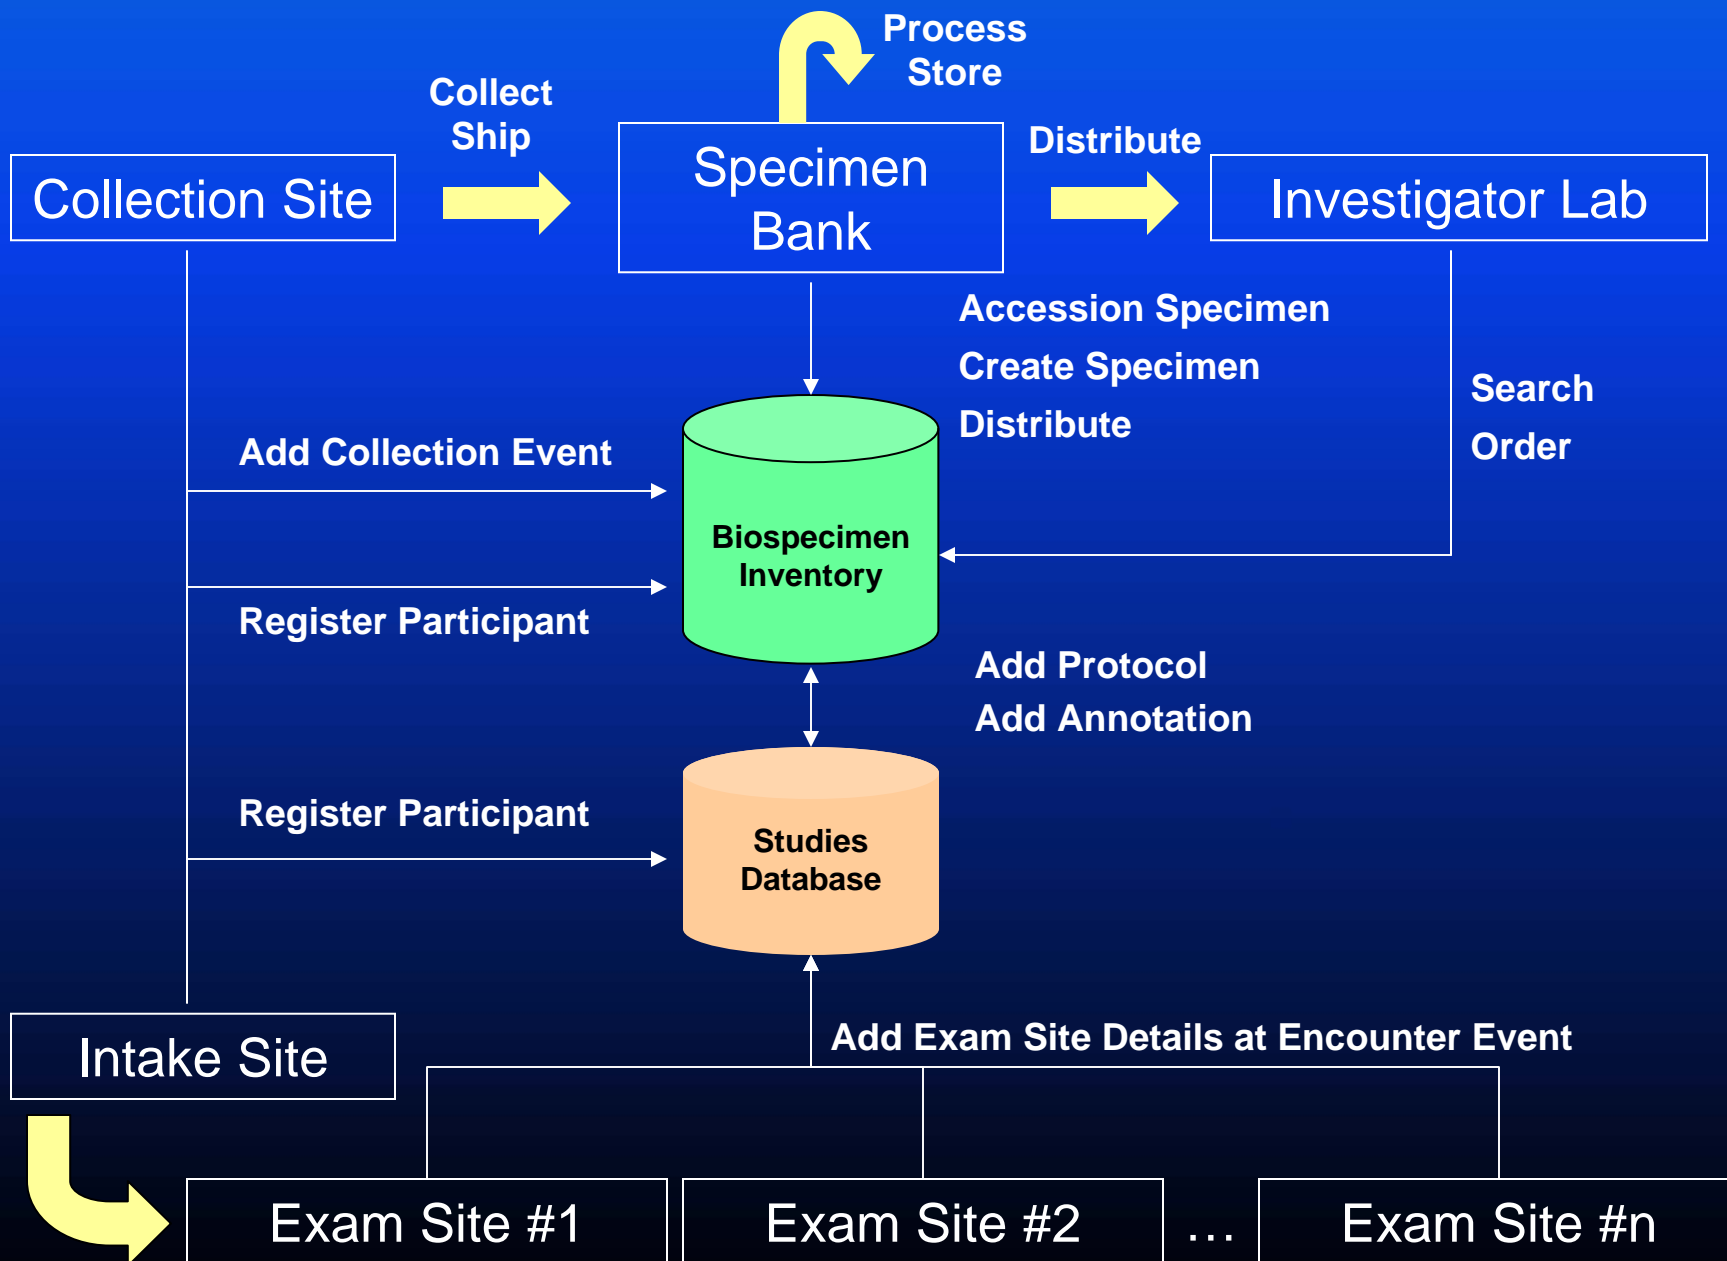 Process
Store
Collect
Ship
Distribute
Collection Site
Specimen
Bank
Investigator Lab
Accession Specimen
Create Specimen
Distribute
Search
Order
Add Collection Event
Biospecimen
Inventory
Register Participant
Add Protocol
Add Annotation
Register Participant
Studies
Database
Intake Site
Add Exam Site Details at Encounter Event
Exam Site #1
Exam Site #2
...
Exam Site #n